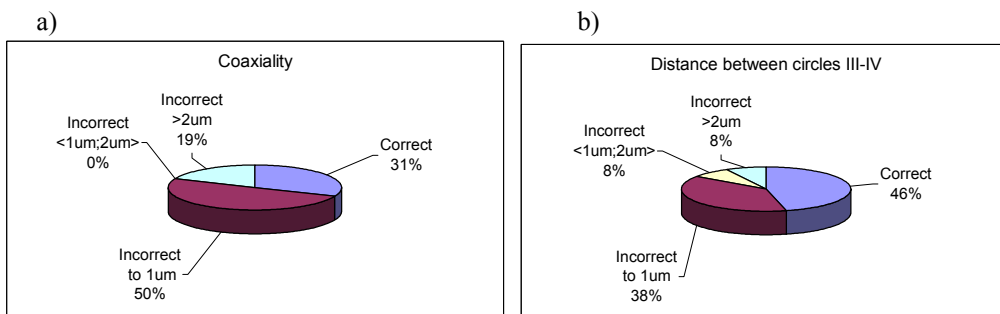 a)
Coaxiality
Incorrect
>2um
19%
Incorrect
<1um;2um>
0%
Correct
31%
Incorrect
to 1um
50%
b)
Distance between circles III-IV
Incorrect
>2um
8%
Incorrect
<1um;2um>
8%
Correct
46%
Incorrect
to 1um
38%